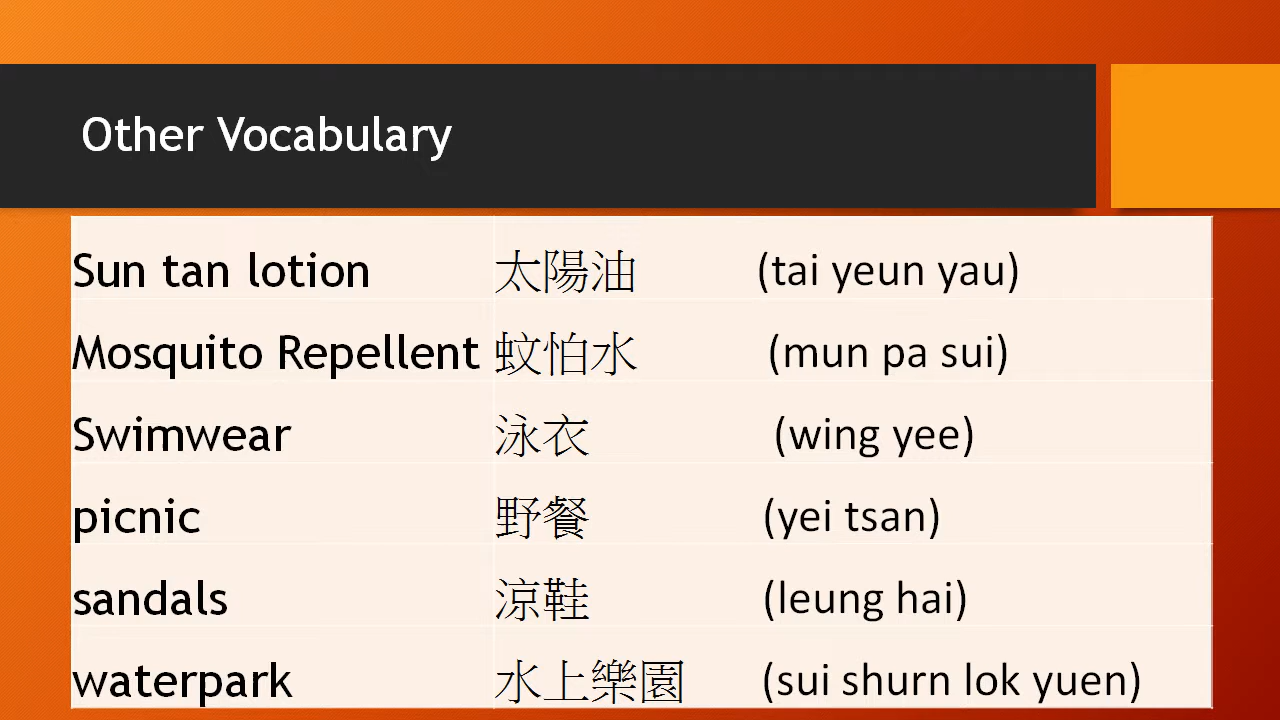 Other Vocabulary
Sun tan lotion 太陽油 (tai yeun yau)
Mosquito Repellent 蚊怕水 (mun pa sui)
Swimwear 泳衣 (wing yee)
picnic 野餐 (yei tsan)
sandals 涼鞋 (leung hai)
waterpark 水上樂園 (sui shurn lok yuen)